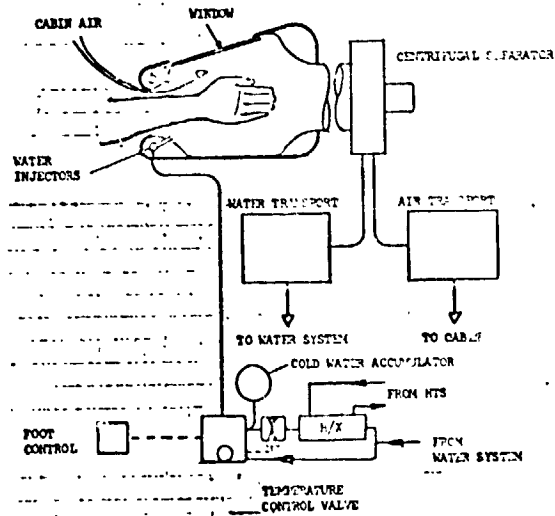 CABIN AIR
WINDOW
CENTRIFUGAL SEPARATOR
WATER
INJECTORS
WATER TRANSPORT
AIR TRANSPORT
TO WATER SYSTEM
TO CABIN
COLD WATER ACCUMULATOR
FROM HTS
H/X
FOOT
CONTROL
FROM
WATER SYSTEM
TEMPERATURE
CONTROL VALVE